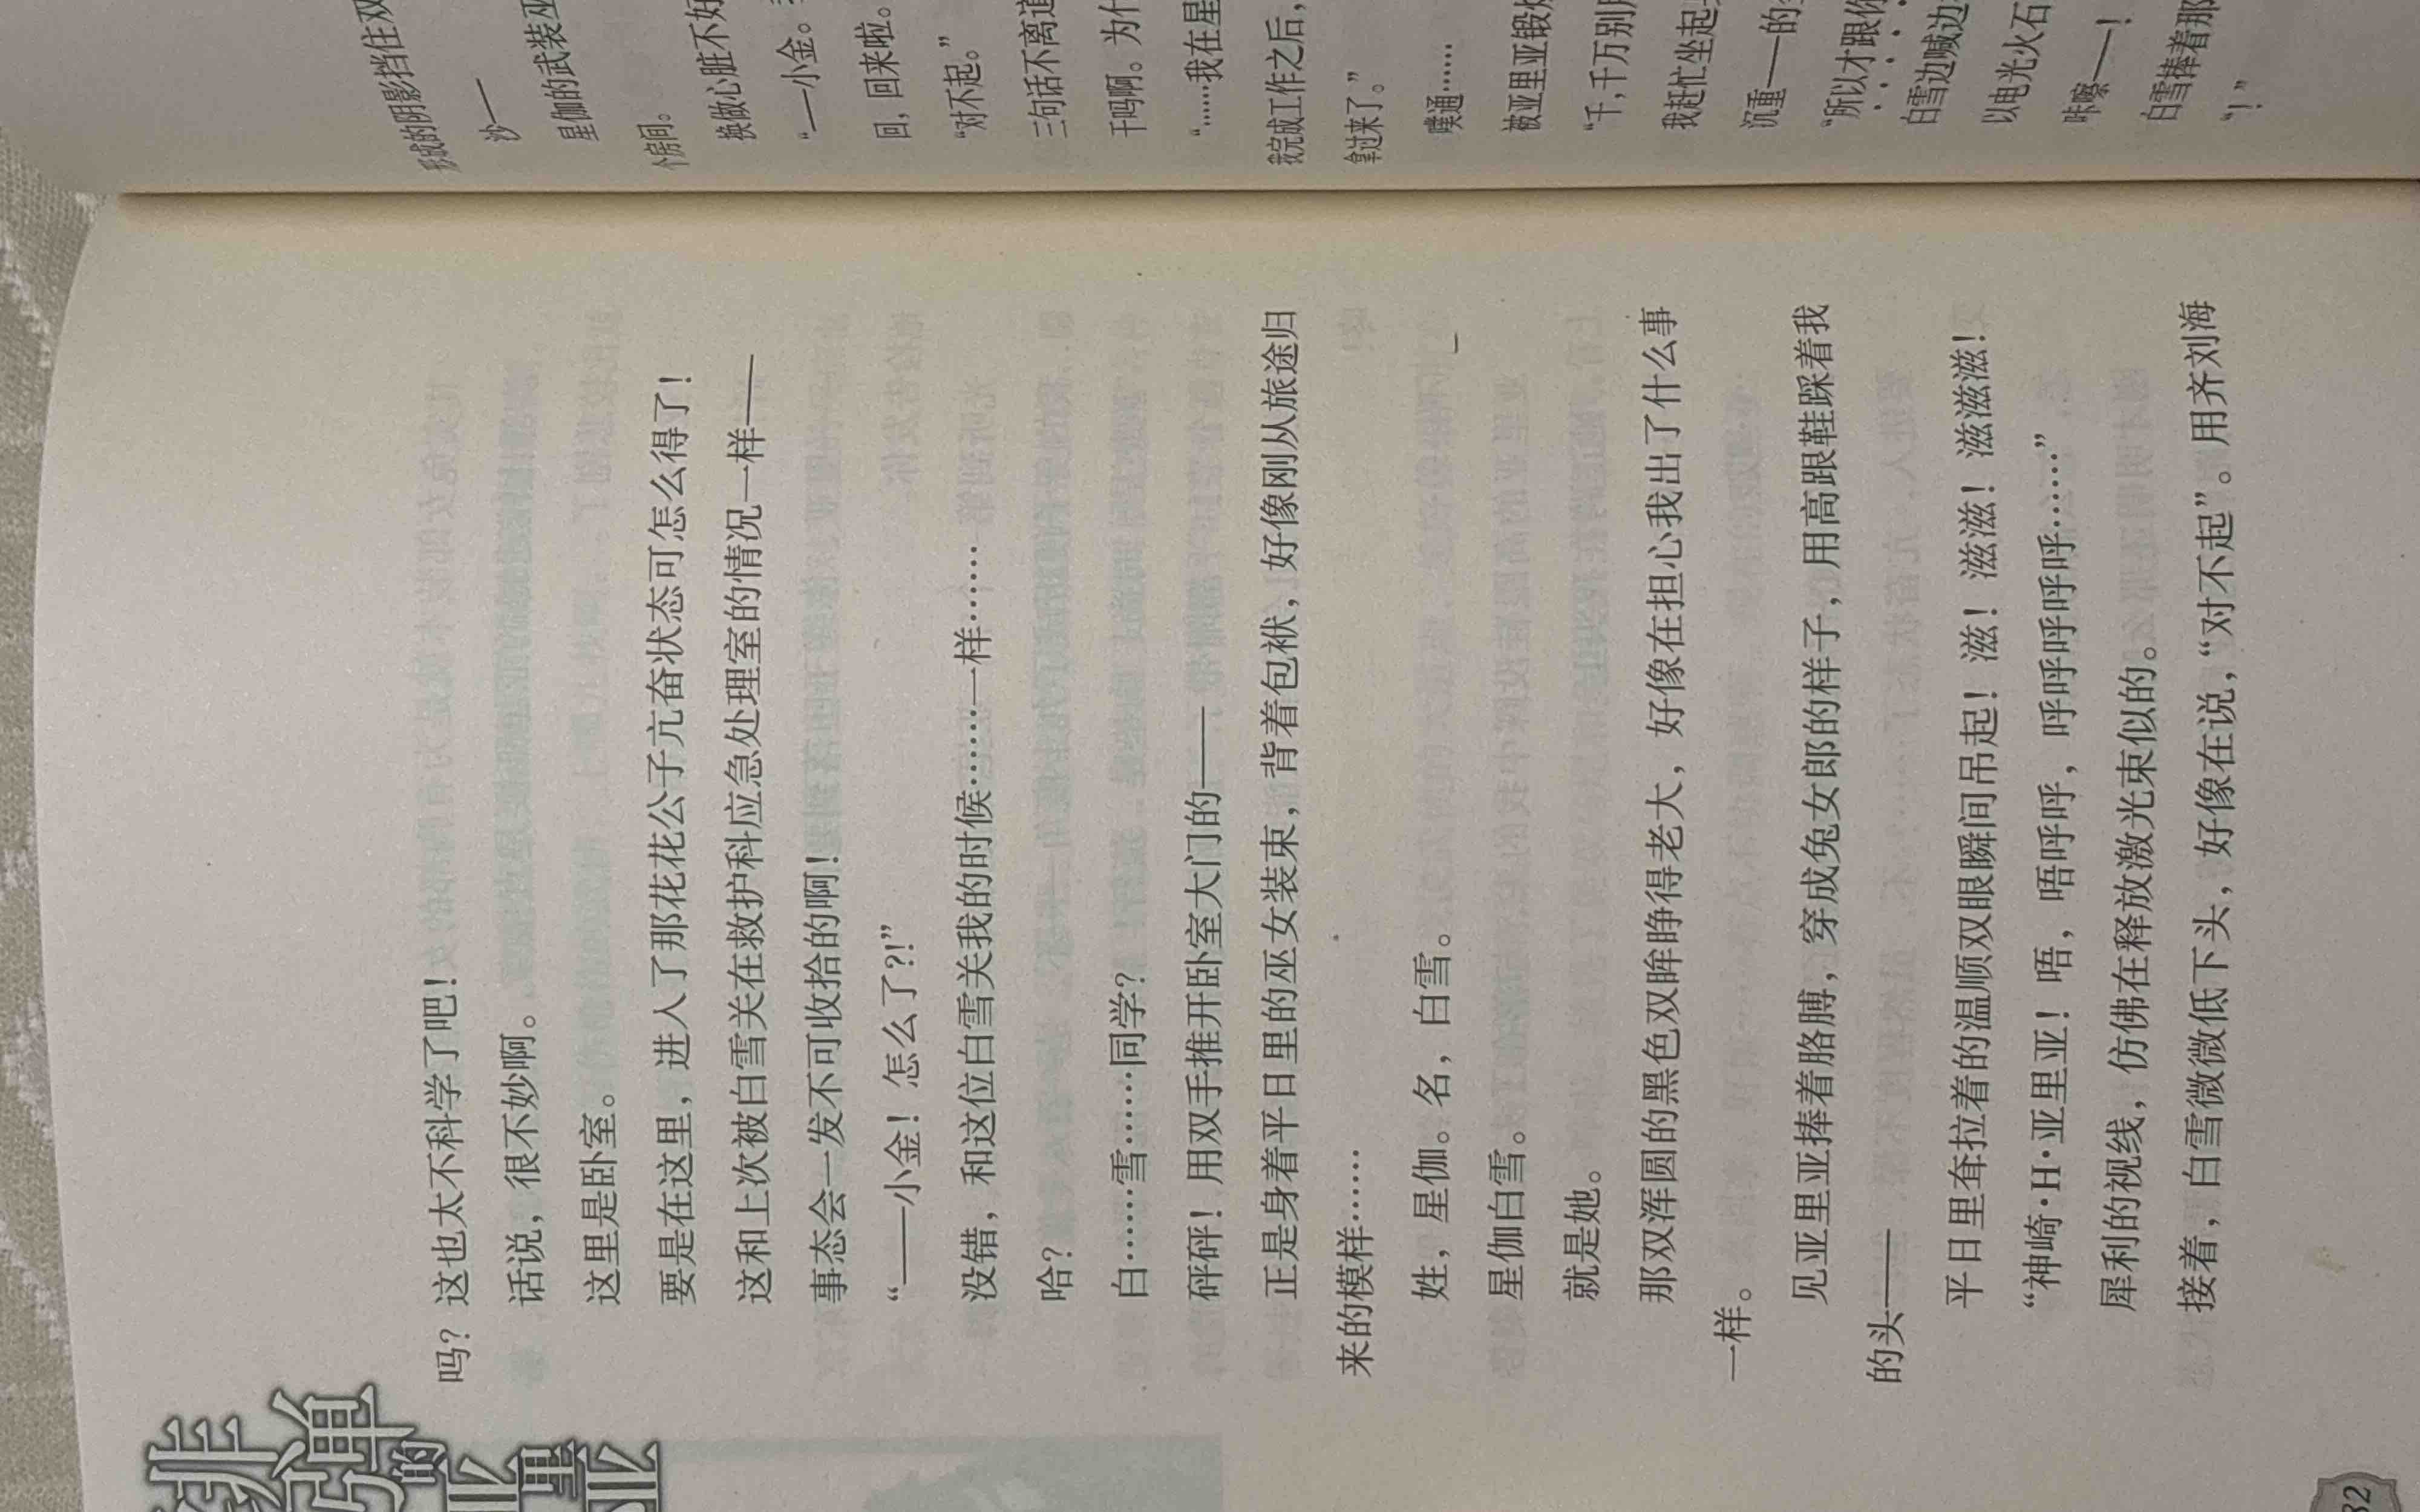 绯弹的亚里亚
吗？这也太不科学了吧！
话说，很不妙啊。
这里是卧室。
要是在这里，进入了那花花公子亢奋状态可怎么得了！
这和上次被白雪关在救护科应急处理室的情况一样——
事态会一发不可收拾的啊！
“——小金！怎么了?!”
没错，和这位白雪关我的时候……一样……
哈？
白……雪……同学？
砰砰！用双手推开卧室大门的——
正是身着平日里的巫女装束，背着包袱，好像刚从旅途归
来的模样……
姓，星伽。名，白雪。
星伽白雪。
就是她。
那双浑圆的黑色双眸睁得老大，好像在担心我出了什么事
一样。
见亚里亚捧着胳膊，穿成兔女郎的样子，用高跟鞋踩着我
的头——
平日里耷拉着的温顺双眼瞬间吊起！滋！滋滋！滋滋滋！
“神崎·H·亚里亚！唔，唔呼呼，呼呼呼呼呼……”
犀利的视线，仿佛在释放激光束似的。
接着，白雪微微低下头，好像在说，“对不起”。用齐刘海
82
形成的阴影挡住双
沙——
星伽的武装巫
个房间。
换做心脏不好
“——小金。
回，回来啦。
“对不起。”
三句话不离道
干吗啊。为什
“……我在星
我完成工作之后，
拿过来了。”
噗通……
被亚里亚锻炼
“千，千万别
我赶忙坐起
沉重——的
“所以才跟你
白雪边喊边
以电光火石
咔嚓——！
白雪捧着那
“！”